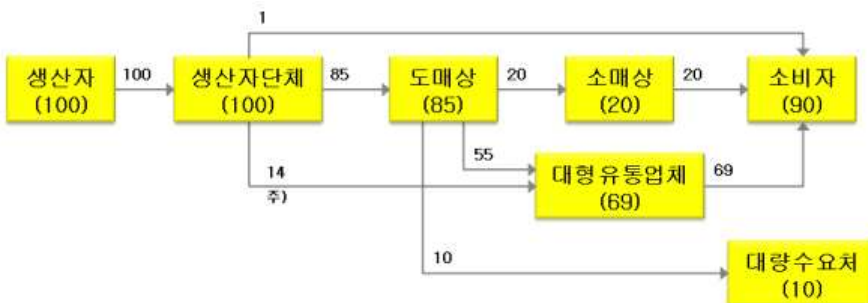 1
생산자
(100)
100
생산자단체
(100)
85
도매상
(85)
20
소매상
(20)
20
소비자
(90)
55
14
주)
대형유통업체
(69)
69
10
대량수요처
(10)